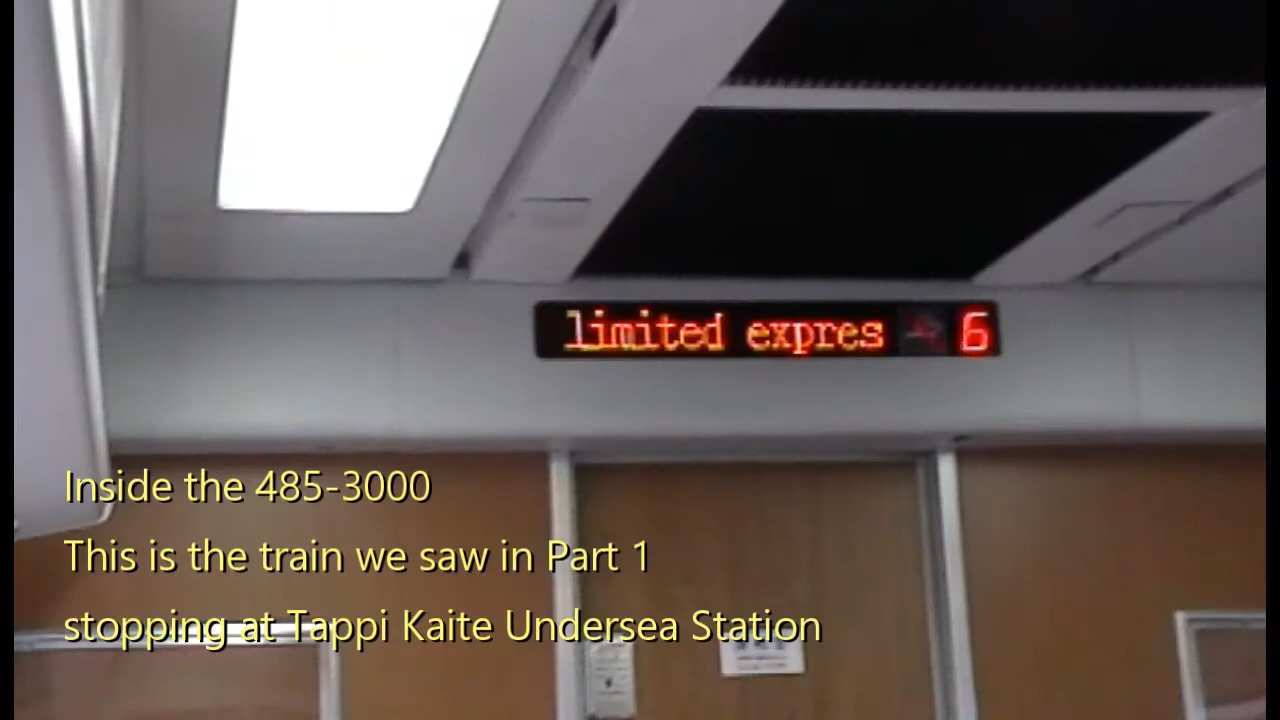 limited expres 6
Inside the 485-3000
This is the train we saw in Part 1
stopping at Tappi Kaite Undersea Station